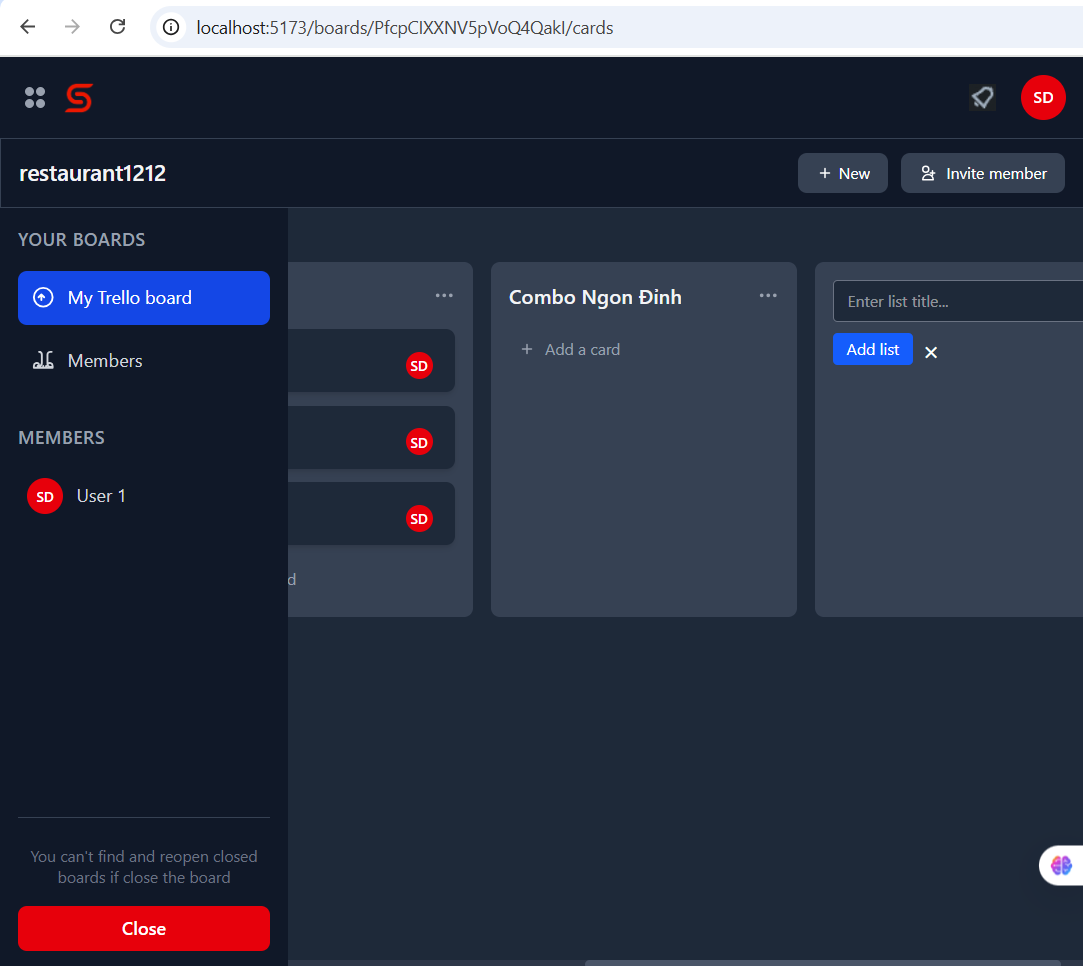 localhost:5173/boards/PfcpCIXXNV5pVoQ4QakI/cards
S
SD
restaurant1212
+ New
Invite member
YOUR BOARDS
My Trello board
Members
MEMBERS
SD User 1
SD
SD
SD
d
Combo Ngon Đinh
+ Add a card
Enter list title...
Add list
You can't find and reopen closed
boards if close the board
Close